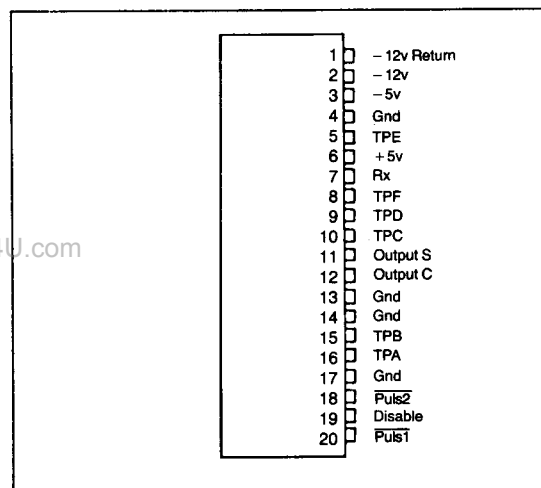 1 −12v Return
2 −12v
3 −5v
4 Gnd
5 TPE
6 +5v
7 Rx
8 TPF
9 TPD
10 TPC
4U.com
11 Output S
12 Output C
13 Gnd
14 Gnd
15 TPB
16 TPA
17 Gnd
18 Puls2
19 Disable
20 Puls1